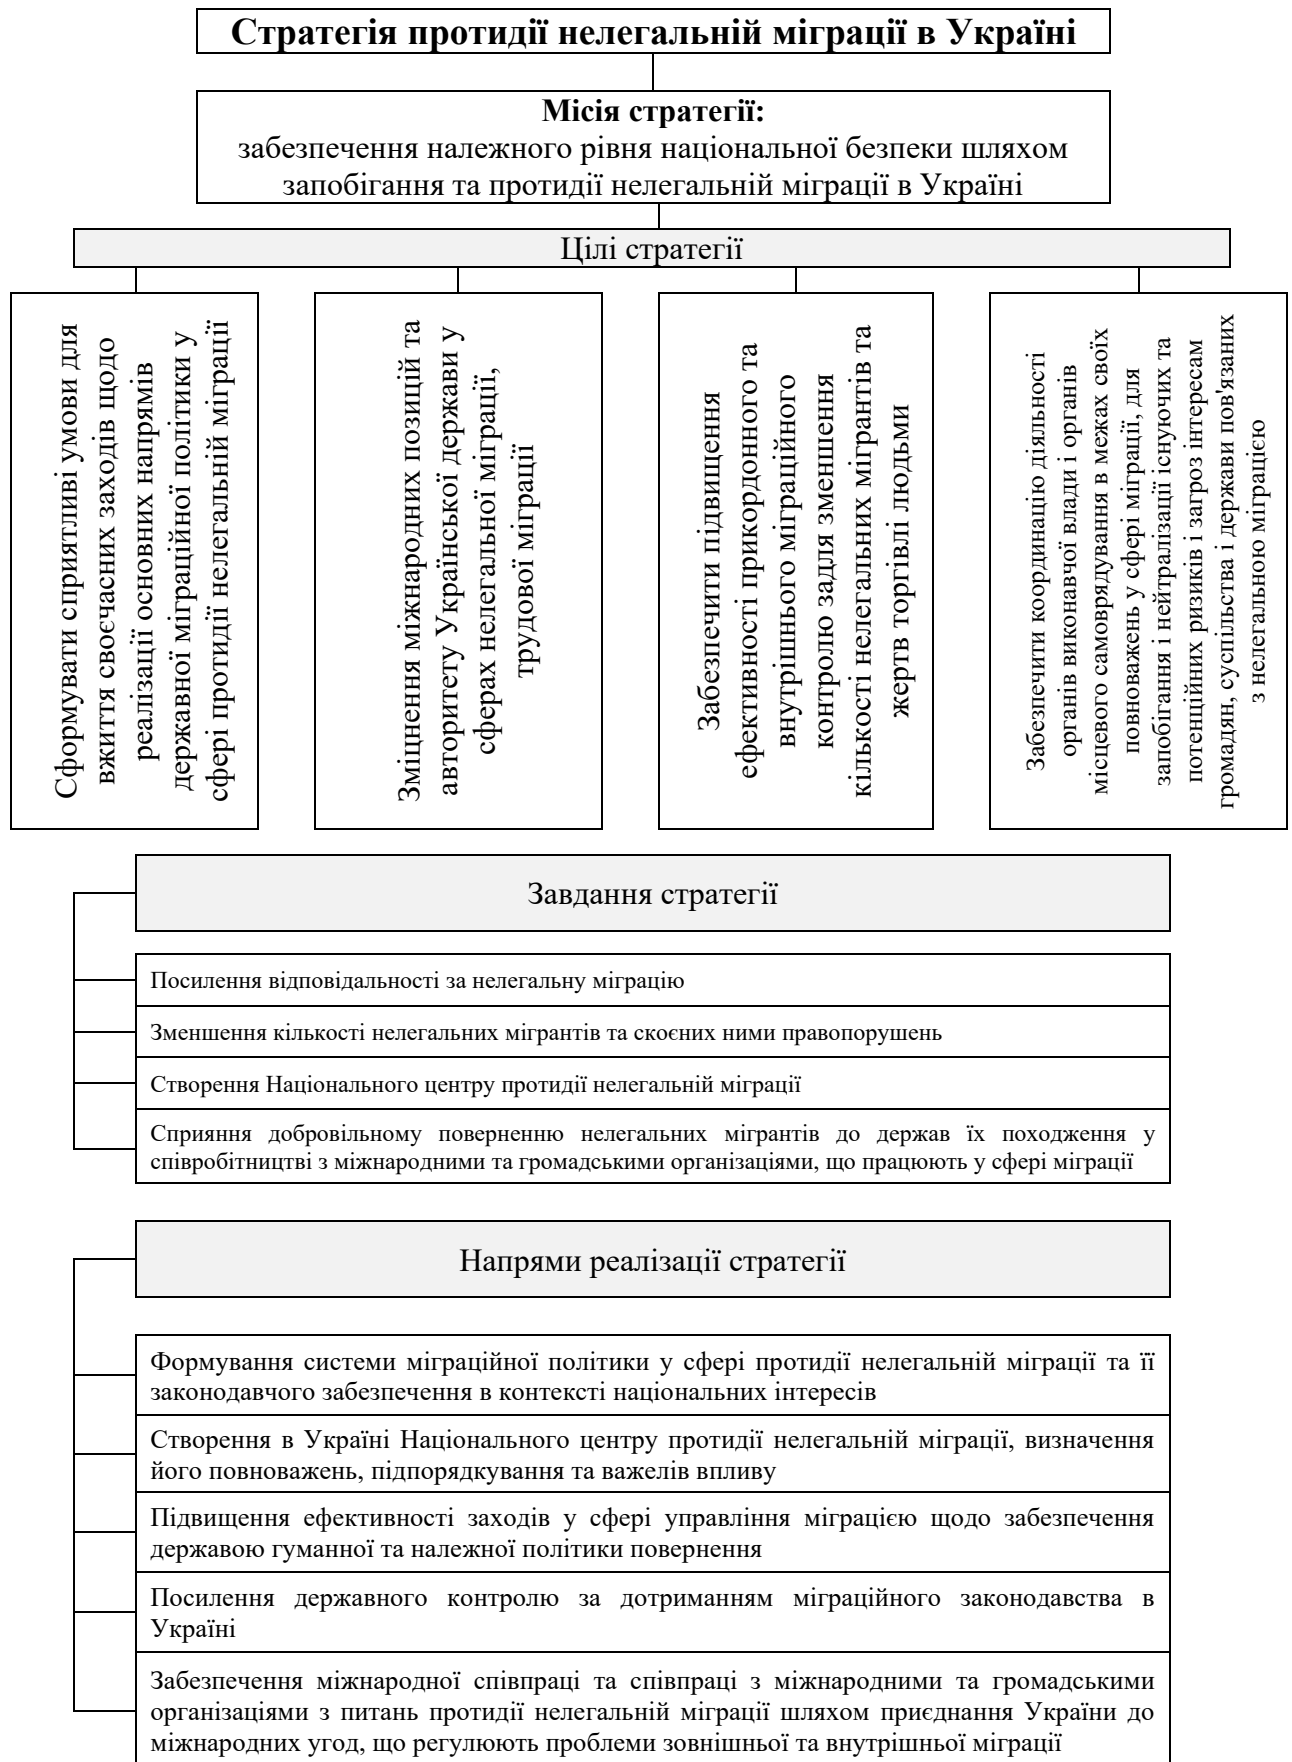 Стратегія протидії нелегальній міграції в Україні
Місія стратегії:
забезпечення належного рівня національної безпеки шляхом
запобігання та протидії нелегальній міграції в Україні
Цілі стратегії
Сформувати сприятливі умови для
вжиття своєчасних заходів щодо
реалізації основних напрямів
державної міграційної політики у
сфері протидії нелегальній міграції
Зміцнення міжнародних позицій та
авторитету Української держави у
сферах нелегальної міграції,
трудової міграції
Забезпечити підвищення
ефективності прикордонного та
внутрішнього міграційного
контролю задля зменшення
кількості нелегальних мігрантів та
жертв торгівлі людьми
Забезпечити координацію діяльності
органів виконавчої влади і органів
місцевого самоврядування в межах своїх
повноважень у сфері міграції, для
запобігання і нейтралізації існуючих та
потенційних ризиків і загроз інтересам
громадян, суспільства і держави пов'язаних
з нелегальною міграцією
Завдання стратегії
Посилення відповідальності за нелегальну міграцію
Зменшення кількості нелегальних мігрантів та скоєних ними правопорушень
Створення Національного центру протидії нелегальній міграції
Сприяння добровільному поверненню нелегальних мігрантів до держав їх походження у
співробітництві з міжнародними та громадськими організаціями, що працюють у сфері міграції
Напрями реалізації стратегії
Формування системи міграційної політики у сфері протидії нелегальній міграції та її
законодавчого забезпечення в контексті національних інтересів
Створення в Україні Національного центру протидії нелегальній міграції, визначення
його повноважень, підпорядкування та важелів впливу
Підвищення ефективності заходів у сфері управління міграцією щодо забезпечення
державою гуманної та належної політики повернення
Посилення державного контролю за дотриманням міграційного законодавства в
Україні
Забезпечення міжнародної співпраці та співпраці з міжнародними та громадськими
організаціями з питань протидії нелегальній міграції шляхом приєднання України до
міжнародних угод, що регулюють проблеми зовнішньої та внутрішньої міграції